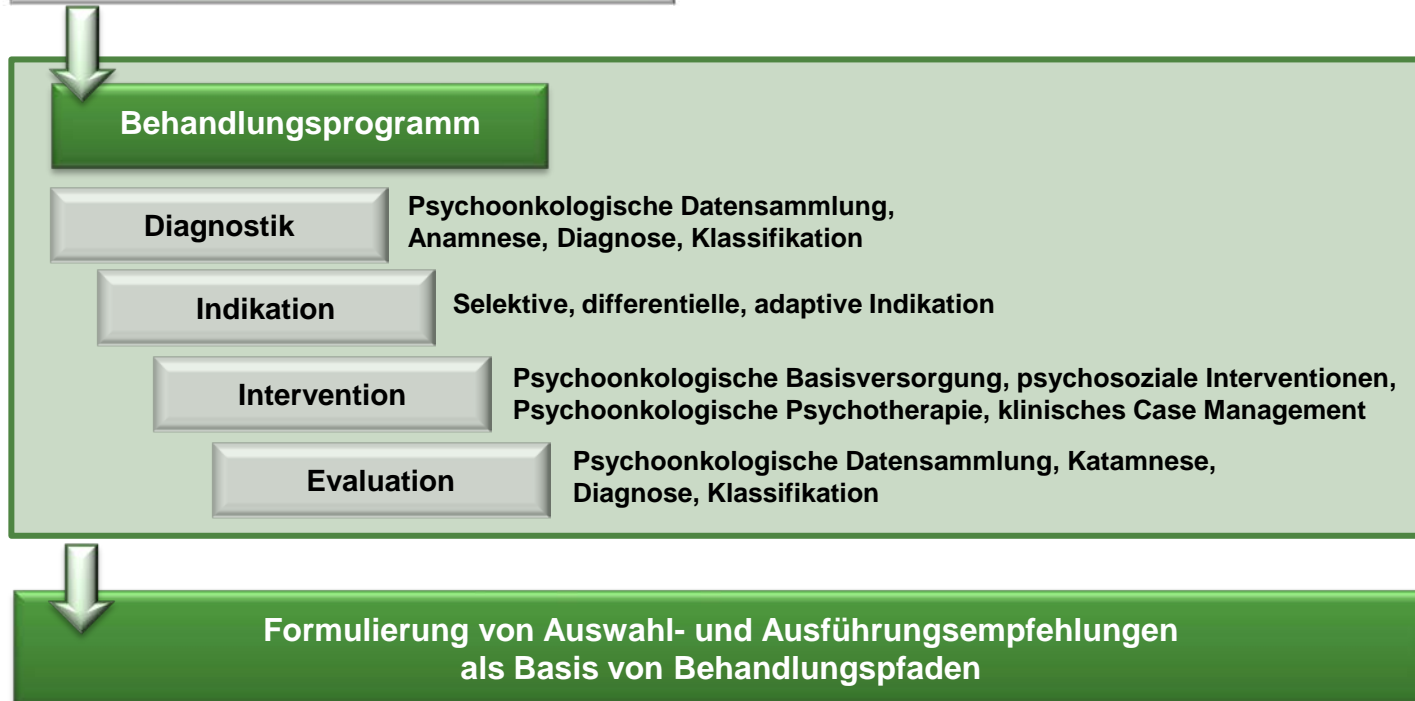 Behandlungsprogramm
Diagnostik
Psychoonkologische Datensammlung,
Anamnese, Diagnose, Klassifikation
Indikation
Selektive, differentielle, adaptive Indikation
Intervention
Psychoonkologische Basisversorgung, psychosoziale Interventionen,
Psychoonkologische Psychotherapie, klinisches Case Management
Evaluation
Psychoonkologische Datensammlung, Katamnese,
Diagnose, Klassifikation
Formulierung von Auswahl- und Ausführungsempfehlungen
als Basis von Behandlungspfaden